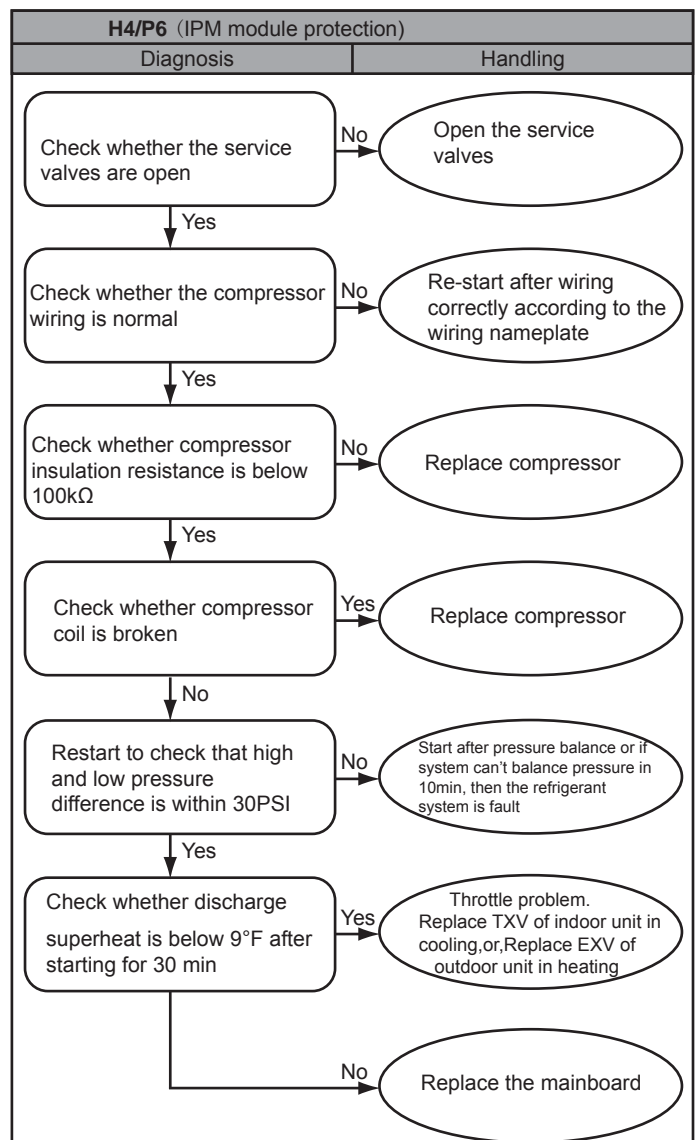 H4/P6（IPM module protection)
Diagnosis
Handling
Check whether the service
valves are open
No
Open the service
valves
Yes
Check whether the compressor
wiring is normal
No
Re-start after wiring
correctly according to the
wiring nameplate
Yes
Check whether compressor
insulation resistance is below
100kΩ
No
Replace compressor
Yes
Check whether compressor
coil is broken
Yes
Replace compressor
No
Restart to check that high
and low pressure
difference is within 30PSI
No
Start after pressure balance or if
system can't balance pressure in
10min, then the refrigerant
system is fault
Yes
Check whether discharge
superheat is below 9°F after
starting for 30 min
Yes
Throttle problem.
Replace TXV of indoor unit in
cooling,or,Replace EXV of
outdoor unit in heating
No
Replace the mainboard